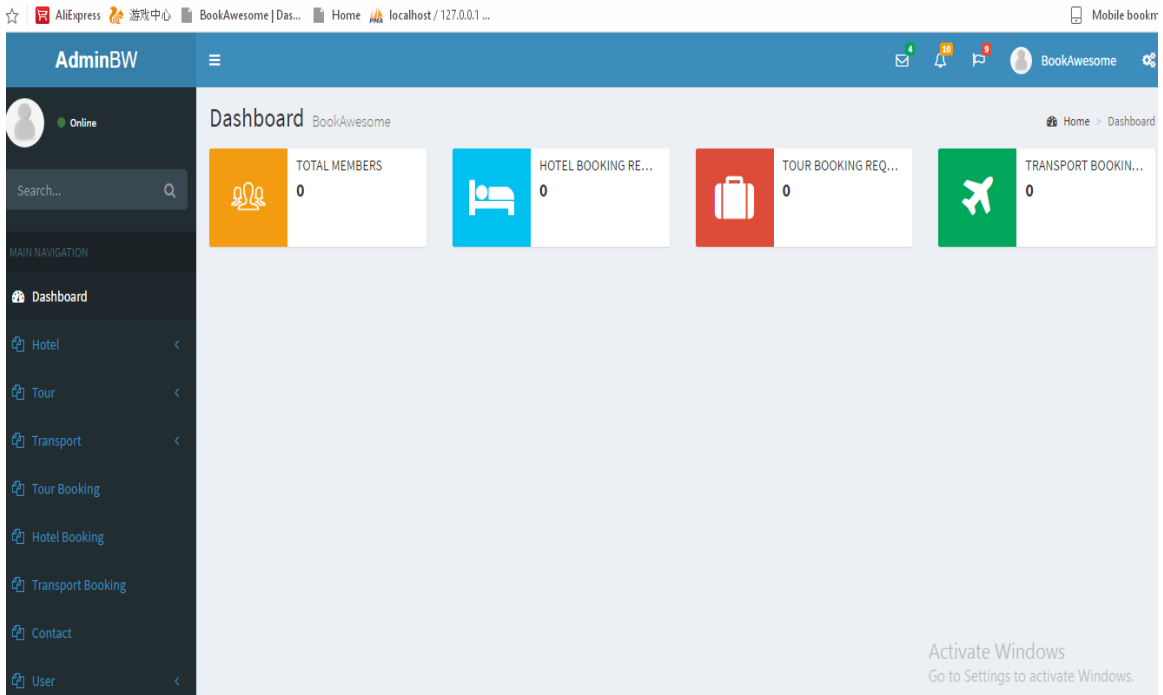 AliExpress 游戏中心 BookAwesome | Das... Home localhost / 127.0.0.1 ... Mobile bookm
AdminBW 4 10 9 BookAwesome
Online
Dashboard BookAwesome Home > Dashboard
Search...
TOTAL MEMBERS
0
HOTEL BOOKING RE...
0
TOUR BOOKING REQ...
0
TRANSPORT BOOKIN...
0
MAIN NAVIGATION
Dashboard
Hotel
Tour
Transport
Tour Booking
Hotel Booking
Transport Booking
Contact
User
Activate Windows
Go to Settings to activate Windows.